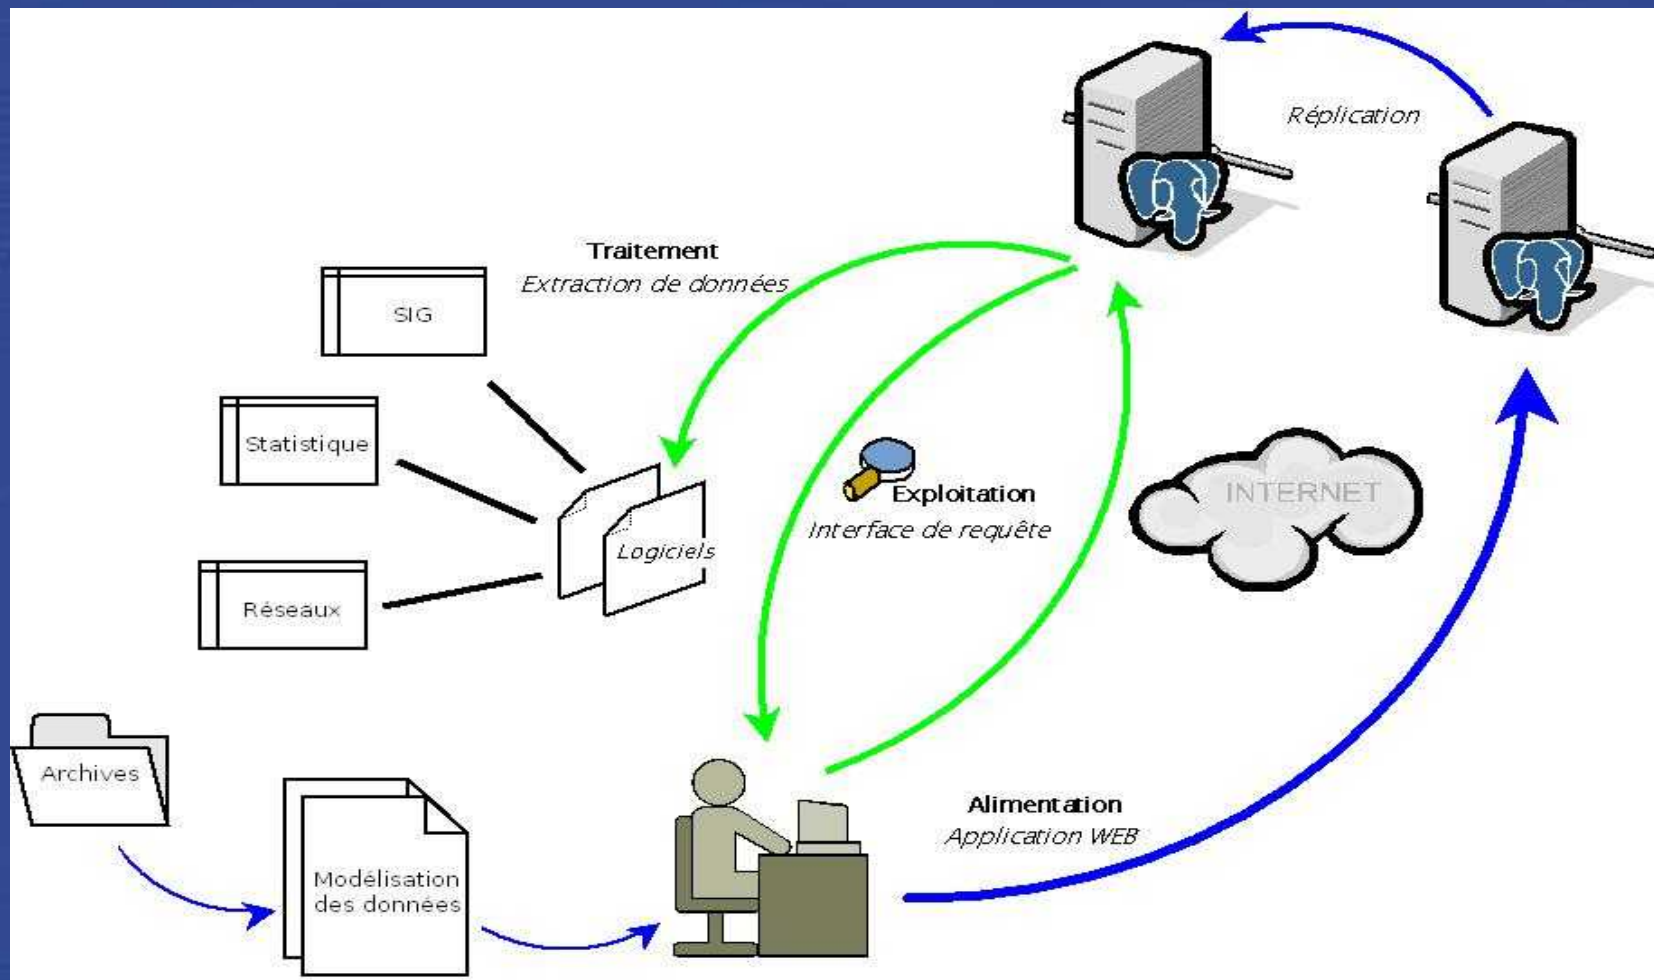 Réplication
Traitement
Extraction de données
SIG
Statistique
Exploitation
Interface de requête
INTERNET
Logiciels
Réseaux
Archives
Modélisation
des données
Alimentation
Application WEB